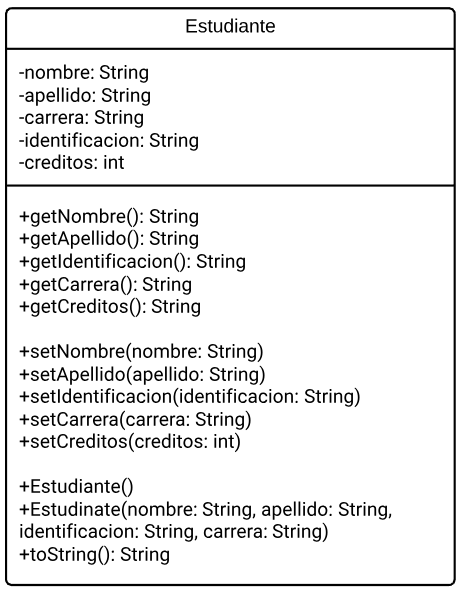 Estudiante
-nombre: String
-apellido: String
-carrera: String
-identificacion: String
-creditos: int
+getNombre(): String
+getApellido(): String
+getIdentificacion(): String
+getCarrera(): String
+getCreditos(): String
+setNombre(nombre: String)
+setApellido(apellido: String)
+setIdentificacion(identificacion: String)
+setCarrera(carrera: String)
+setCreditos(creditos: int)
+Estudiante()
+Estudinate(nombre: String, apellido: String,
identificacion: String, carrera: String)
+toString(): String